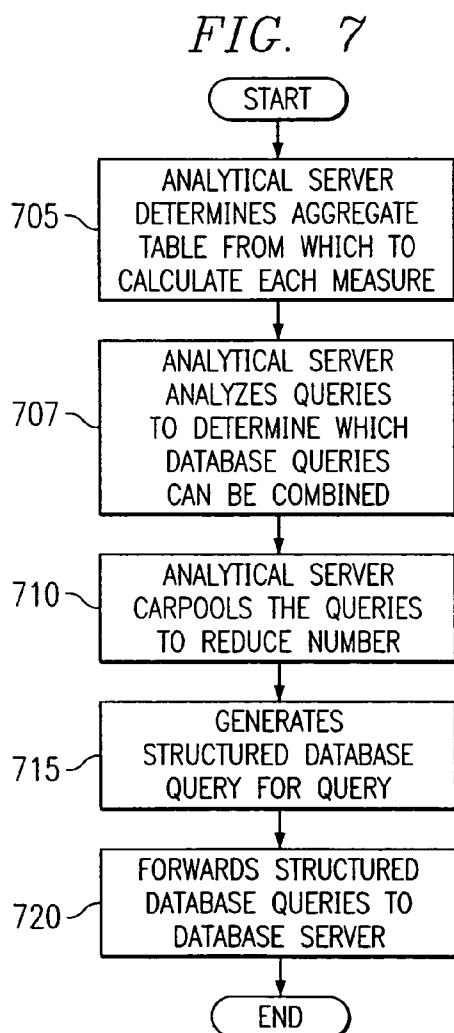 FIG. 7
START
705
ANALYTICAL SERVER
DETERMINES AGGREGATE
TABLE FROM WHICH TO
CALCULATE EACH MEASURE
707
ANALYTICAL SERVER
ANALYZES QUERIES
TO DETERMINE WHICH
DATABASE QUERIES
CAN BE COMBINED
710
ANALYTICAL SERVER
CARPOOLS THE QUERIES
TO REDUCE NUMBER
715
GENERATES
STRUCTURED DATABASE
QUERY FOR QUERY
720
FORWARDS STRUCTURED
DATABASE QUERIES TO
DATABASE SERVER
END